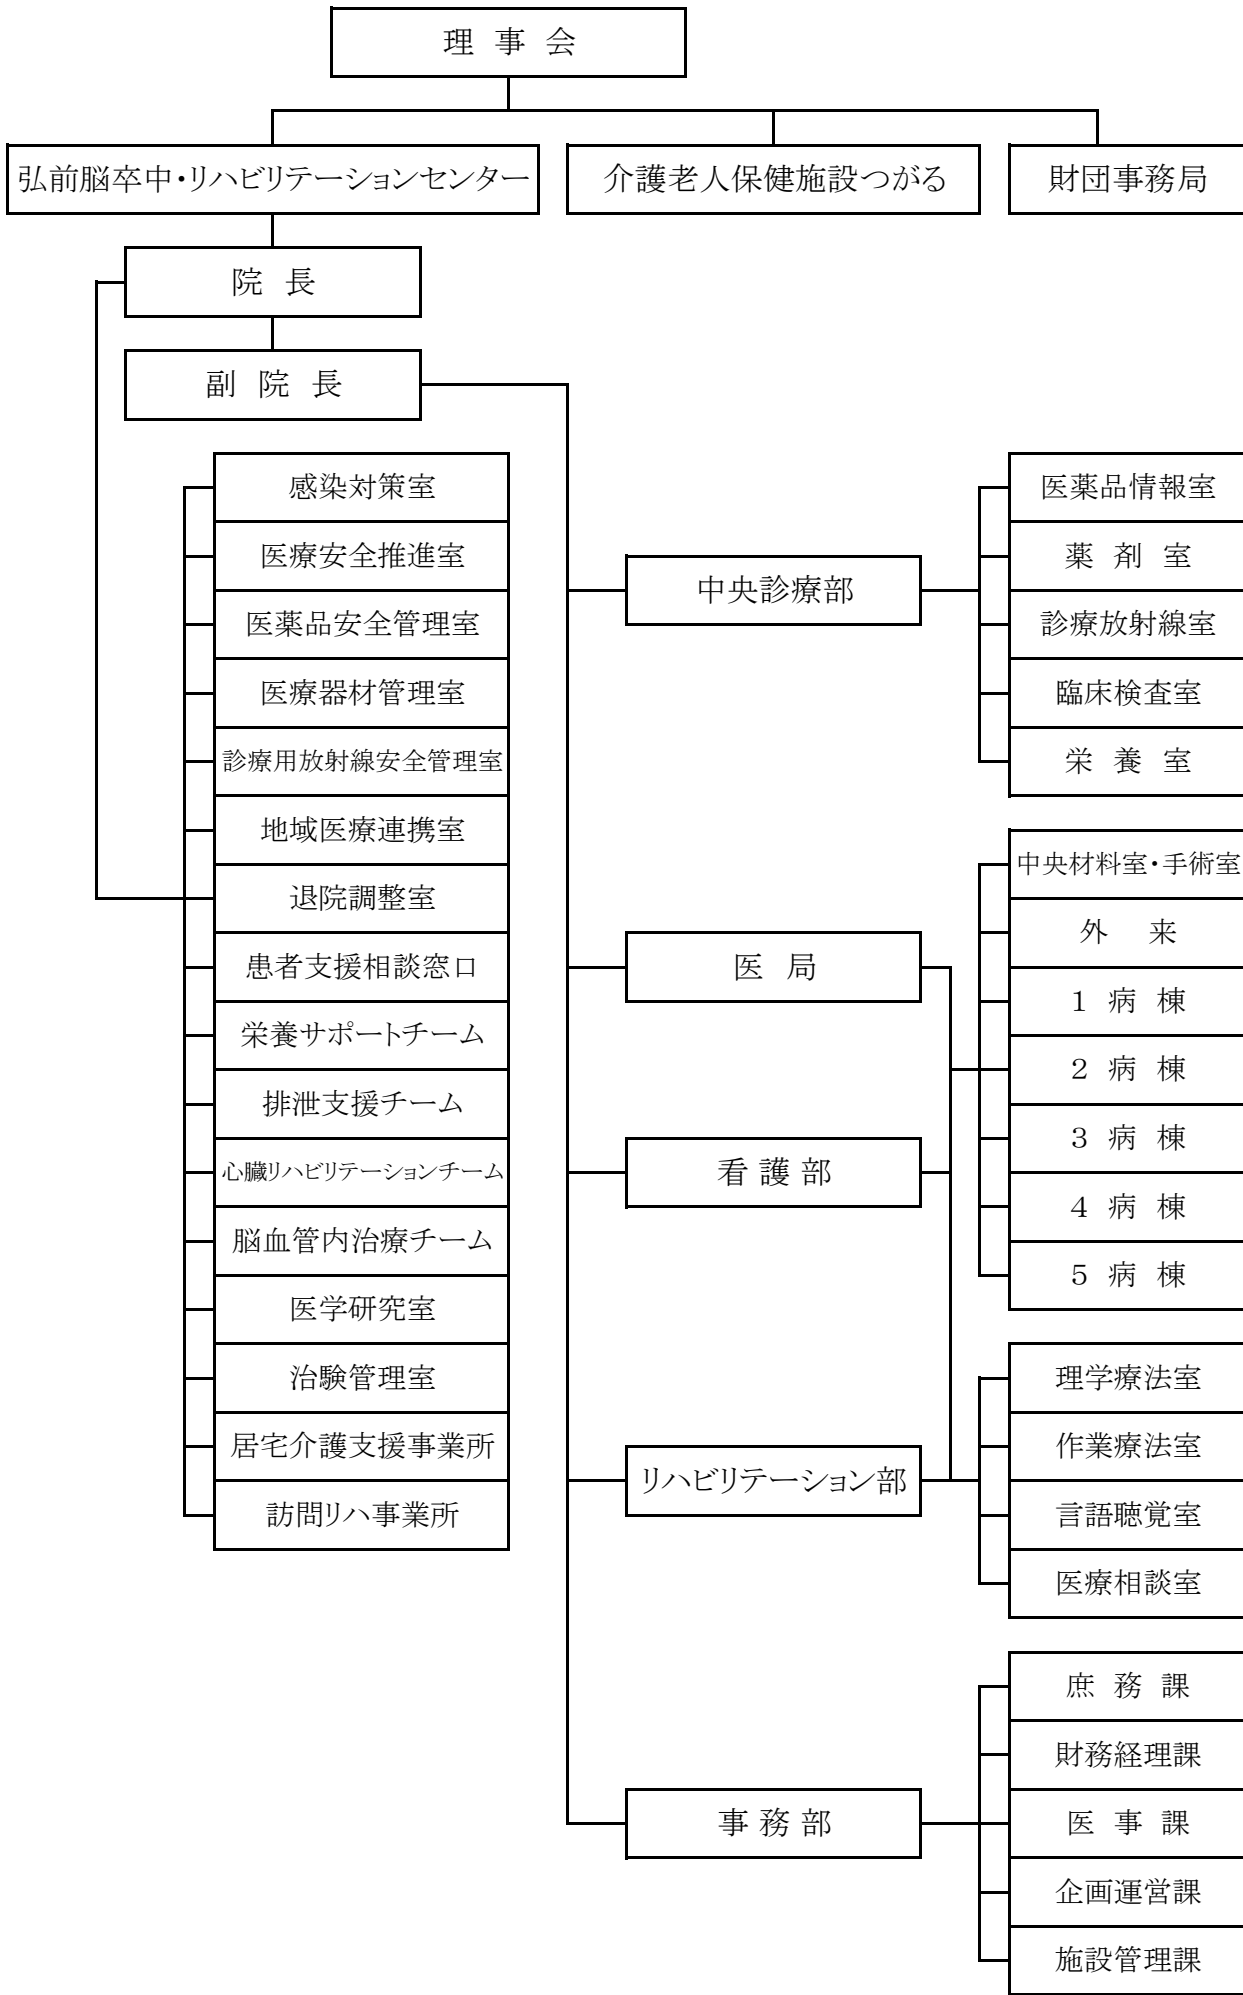 理事会
弘前脳卒中・リハビリテーションセンター
介護老人保健施設つがる
財団事務局
院長
副院長
感染対策室
医療安全推進室
医薬品安全管理室
医療器材管理室
診療用放射線安全管理室
地域医療連携室
退院調整室
患者支援相談窓口
栄養サポートチーム
排泄支援チーム
心臓リハビリテーションチーム
脳血管内治療チーム
医学研究室
治験管理室
居宅介護支援事業所
訪問リハ事業所
中央診療部
医局
看護部
リハビリテーション部
事務部
医薬品情報室
薬剤室
診療放射線室
臨床検査室
栄養室
中央材料室・手術室
外来
1病棟
2病棟
3病棟
4病棟
5病棟
理学療法室
作業療法室
言語聴覚室
医療相談室
庶務課
財務経理課
医事課
企画運営課
施設管理課